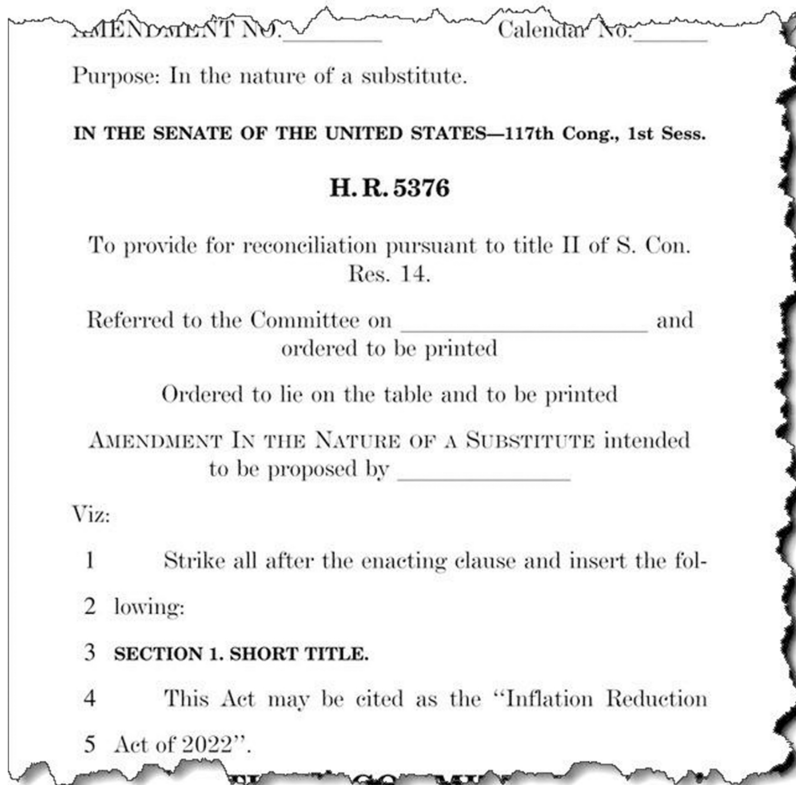 AMENDMENT NO. Calendar No.
Purpose: In the nature of a substitute.
IN THE SENATE OF THE UNITED STATES—117th Cong., 1st Sess.
H. R. 5376
To provide for reconciliation pursuant to title II of S. Con.
Res. 14.
Referred to the Committee on and
ordered to be printed
Ordered to lie on the table and to be printed
AMENDMENT IN THE NATURE OF A SUBSTITUTE intended
to be proposed by
Viz:
1 Strike all after the enacting clause and insert the fol-
2 lowing:
3 SECTION 1. SHORT TITLE.
4 This Act may be cited as the ‘‘Inflation Reduction
5 Act of 2022’’.